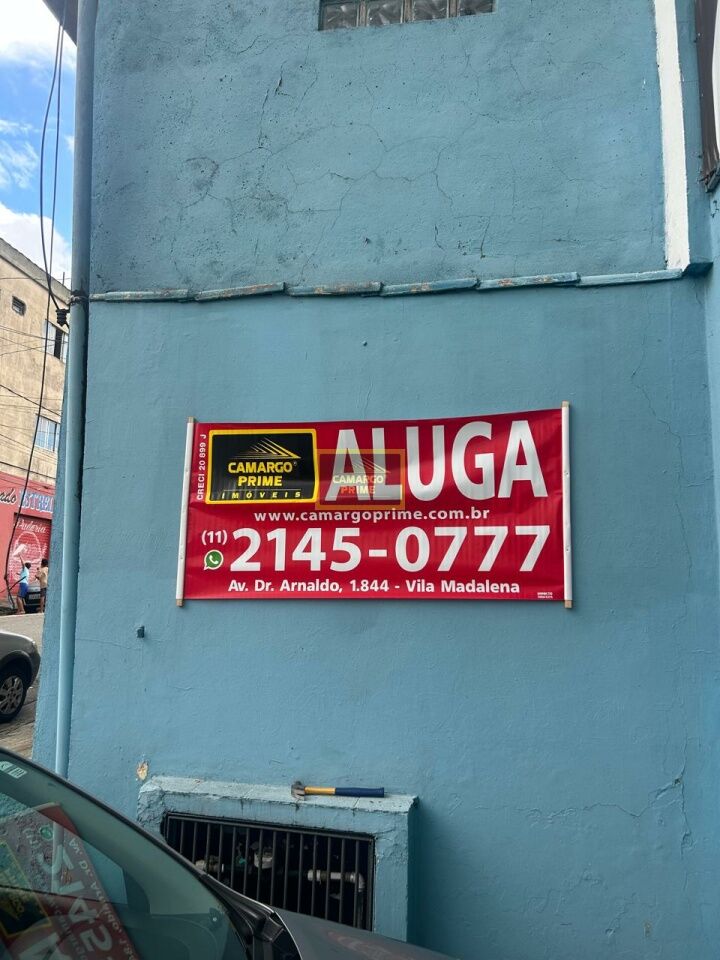 CRECI 20 899 J
CAMARGO
PRIME
IMÓVEIS
ALUGA
CAMARGO
PRIME
www.camargoprime.com.br
(11) 2145-0777
Av. Dr. Arnaldo, 1.844 - Vila Madalena
Padaria